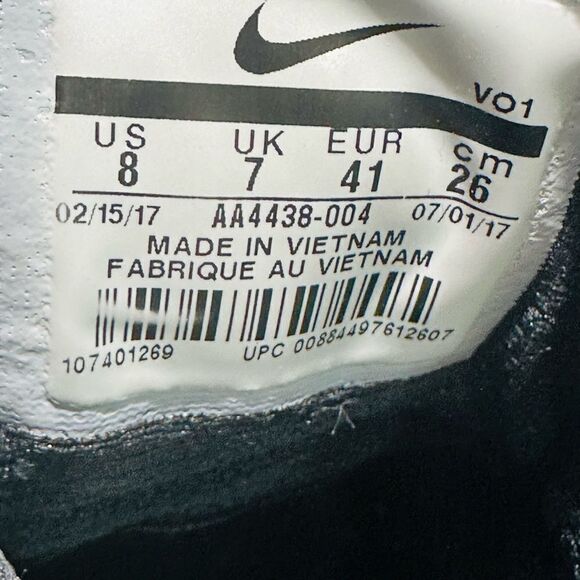 VO1
US UK EUR cm
8 7 41 26
02/15/17 AA4438-004 07/01/17
MADE IN VIETNAM
FABRIQUE AU VIETNAM
107401269 UPC 00884497612607